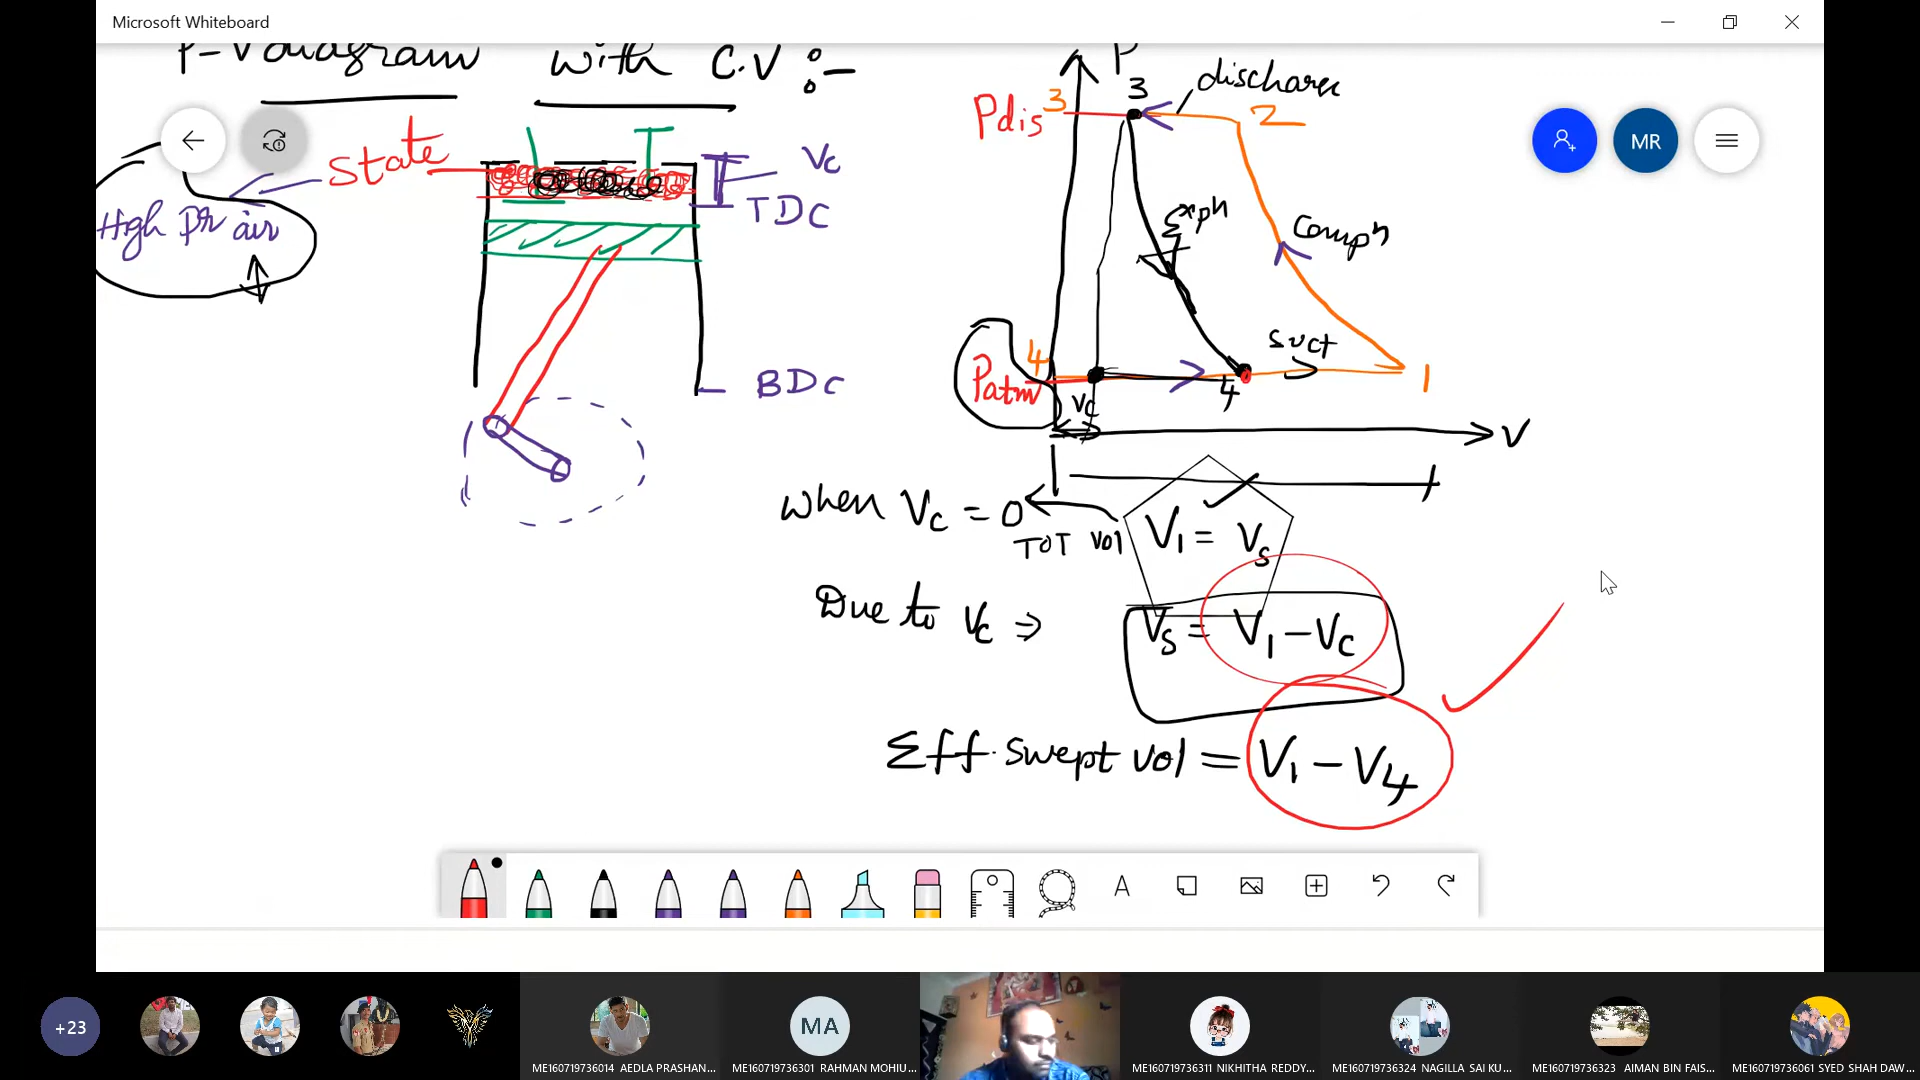 Microsoft Whiteboard
P-V diagram with C.V :-
State
High Pr air
Vc
TDC
BDC
P
3
discharge
Pdis
3
2
Expn
Compn
Suct
4
Patm
4
1
Vc
V
When Vc = 0
TOT Vol
V1 = Vs
Due to Vc ⇒
Vs = V1 - Vc
Eff. Swept Vol = V1 - V4
MR
A
+23
MA
ME160719736014 AEDLA PRASHAN...
ME160719736301 RAHMAN MOHIU...
ME160719736311 NIKHITHA REDDY...
ME160719736324 NAGILLA SAI KU...
ME160719736323 AIMAN BIN FAIS...
ME160719736061 SYED SHAH DAW...